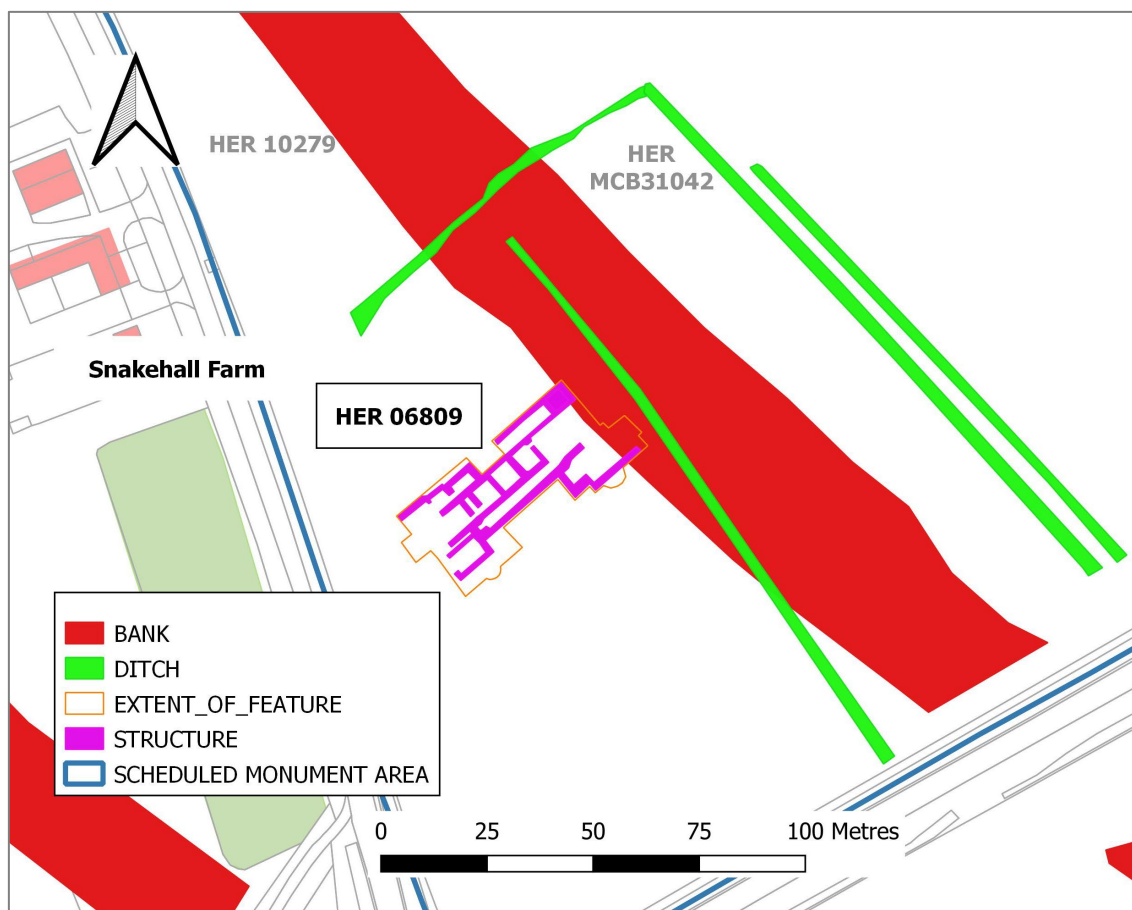 HER 10279
HER
MCB31042
Snakehall Farm
HER 06809
BANK
DITCH
EXTENT_OF_FEATURE
STRUCTURE
SCHEDULED MONUMENT AREA
0 25 50 75 100 Metres